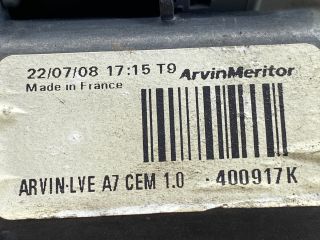 22/07/08 17:15 T9 ArvinMeritor
Made in France
ARVIN-LVE A7 CEM 1.0 · 400917K